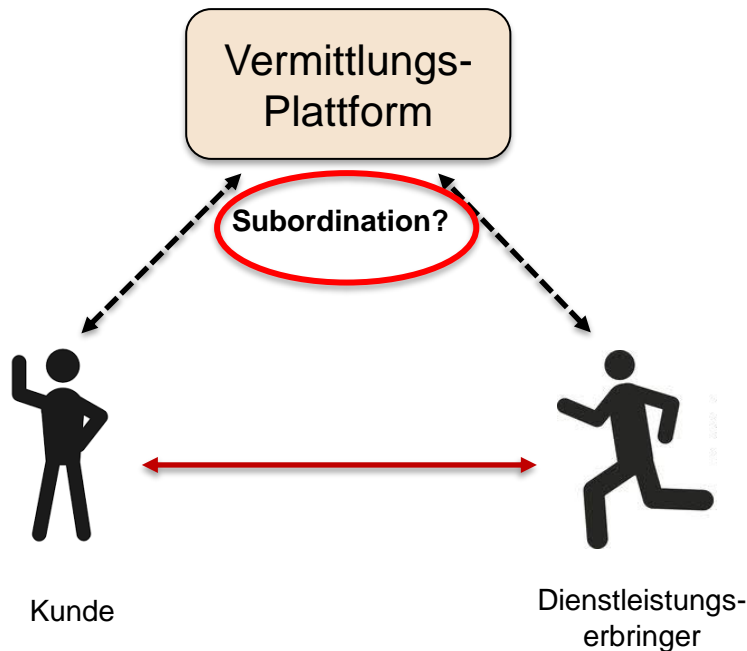 Vermittlungs-
Plattform
Subordination?
Kunde
Dienstleistungs-
erbringer